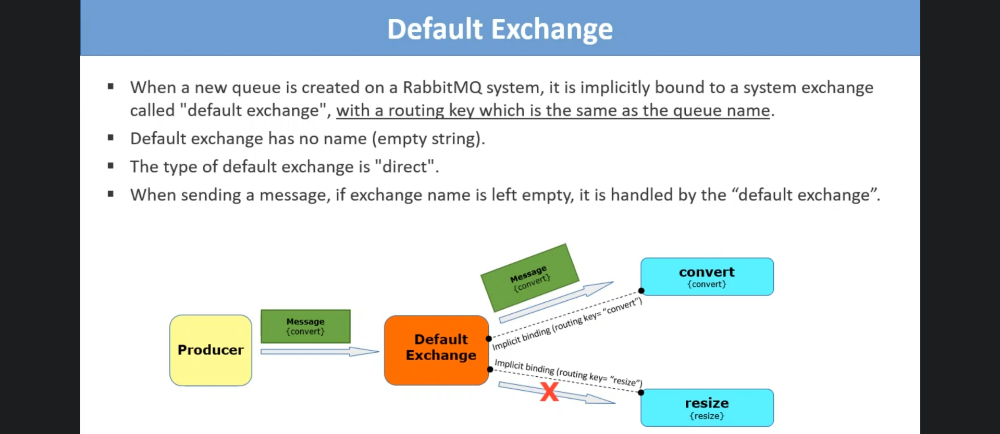 Default Exchange
▪ When a new queue is created on a RabbitMQ system, it is implicitly bound to a system exchange
called "default exchange", with a routing key which is the same as the queue name.
▪ Default exchange has no name (empty string).
▪ The type of default exchange is "direct".
▪ When sending a message, if exchange name is left empty, it is handled by the “default exchange”.
Message
{convert}
convert
{convert}
Implicit binding (routing key= “convert”)
Message
{convert}
Producer
Default
Exchange
Implicit binding (routing key= “resize”)
X
resize
{resize}